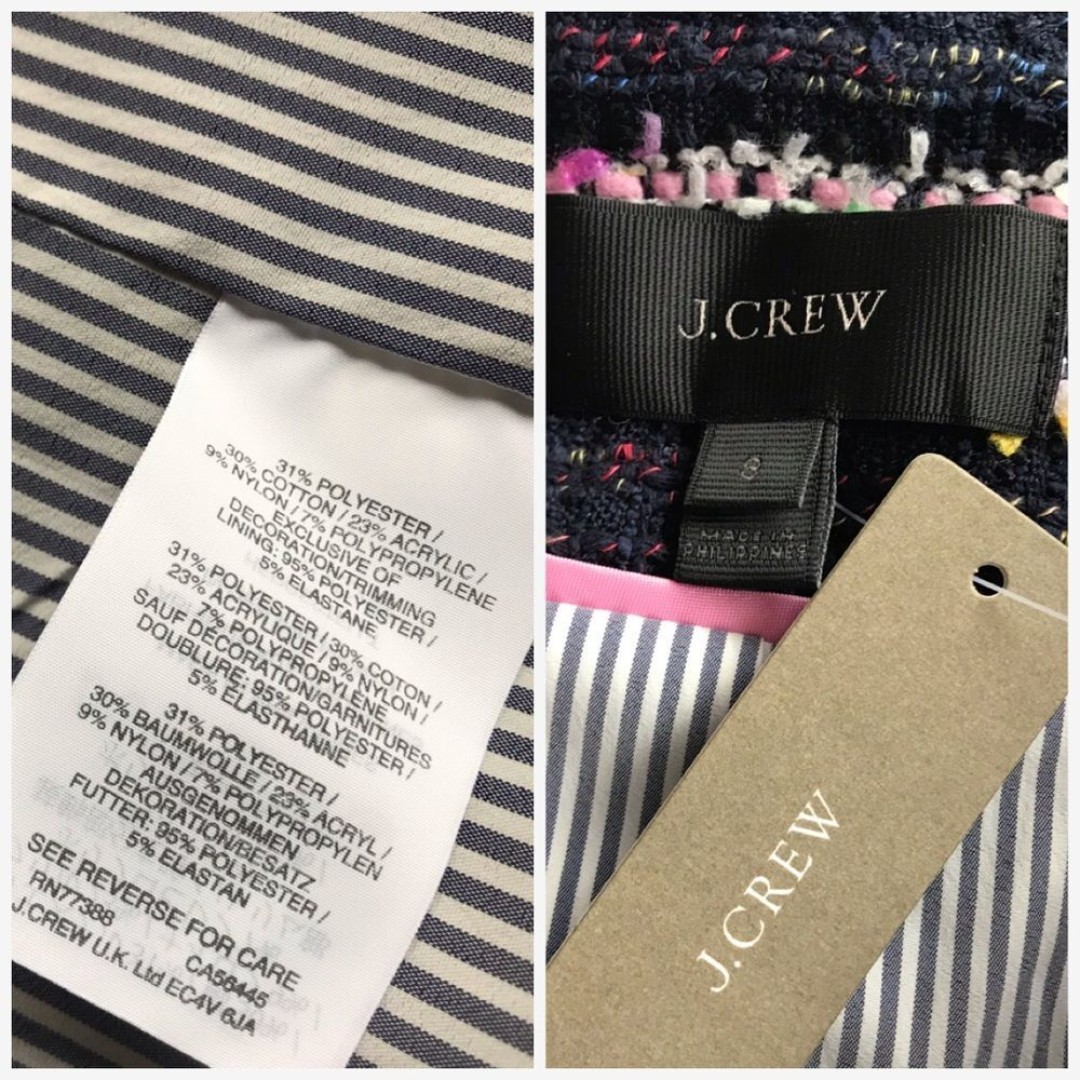 31% POLYESTER /
30% COTTON / 23% ACRYLIC /
9% NYLON / 7% POLYPROPYLENE
EXCLUSIVE OF
DECORATION/TRIMMING
LINING: 95% POLYESTER /
5% ELASTANE
31% POLYESTER / 30% COTON /
23% ACRYLIQUE / 9% NYLON /
7% POLYPROPYLÈNE
SAUF DÉCORATION/GARNITURES
DOUBLURE: 95% POLYESTER /
5% ÉLASTHANNE
31% POLYESTER /
30% BAUMWOLLE / 23% ACRYL /
9% NYLON / 7% POLYPROPYLEN
AUSGENOMMEN
DEKORATION/BESATZ
FUTTER: 95% POLYESTER /
5% ELASTAN
SEE REVERSE FOR CARE
RN77388 CA56445
J.CREW U.K. Ltd EC4V 6JA
J.CREW
8
MADE IN
PHILIPPINES
J.CREW